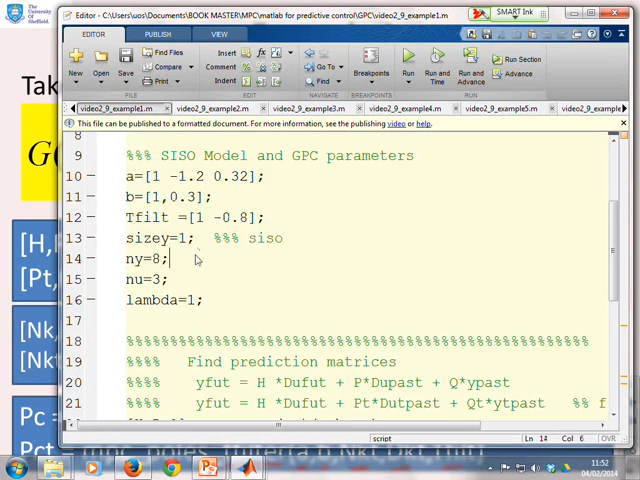 The University Of Sheffield.
Editor - C:\Users\uos\Documents\BOOK MASTER\MPC\matlab for predictive control\GPC\video2_9_example1.m
SMART Ink
EDITOR PUBLISH VIEW
New Open Save
Find Files
Compare
Print
Insert
Comment
Indent
Go To
Find
Breakpoints
Run
Run and Time
Run and Advance
Run Section
Advance
FILE EDIT NAVIGATE BREAKPOINTS RUN
video2_9_example1.m video2_9_example2.m video2_9_example3.m video2_9_example4.m video2_9_example5.m video2_9_example
This file can be published to a formatted document. For more information, see the publishing video or help.
8
9 %%% SISO Model and GPC parameters
10 a=[1 -1.2 0.32];
11 b=[1,0.3];
12 Tfilt =[1 -0.8];
13 sizey=1; %%% siso
14 ny=8;
15 nu=3;
16 lambda=1;
17
18 %%%%%%%%%%%%%%%%%%%%%%%%%%%%%%%%%%%%%%%%%%%%%%%%%%%%%
19 %%%% Find prediction matrices
20 %%%% yfut = H *Dufut + P*Dupast + Q*ypast
21 %%%% yfut = H *Dufut + Pt*Dutpast + Qt*ytpast %% f
script Ln 14 Col 6 OVR
Tak
G(
[H,
[Pt,
[Nk
[Nkt
Pc =
Pct =
11:52
04/02/2014